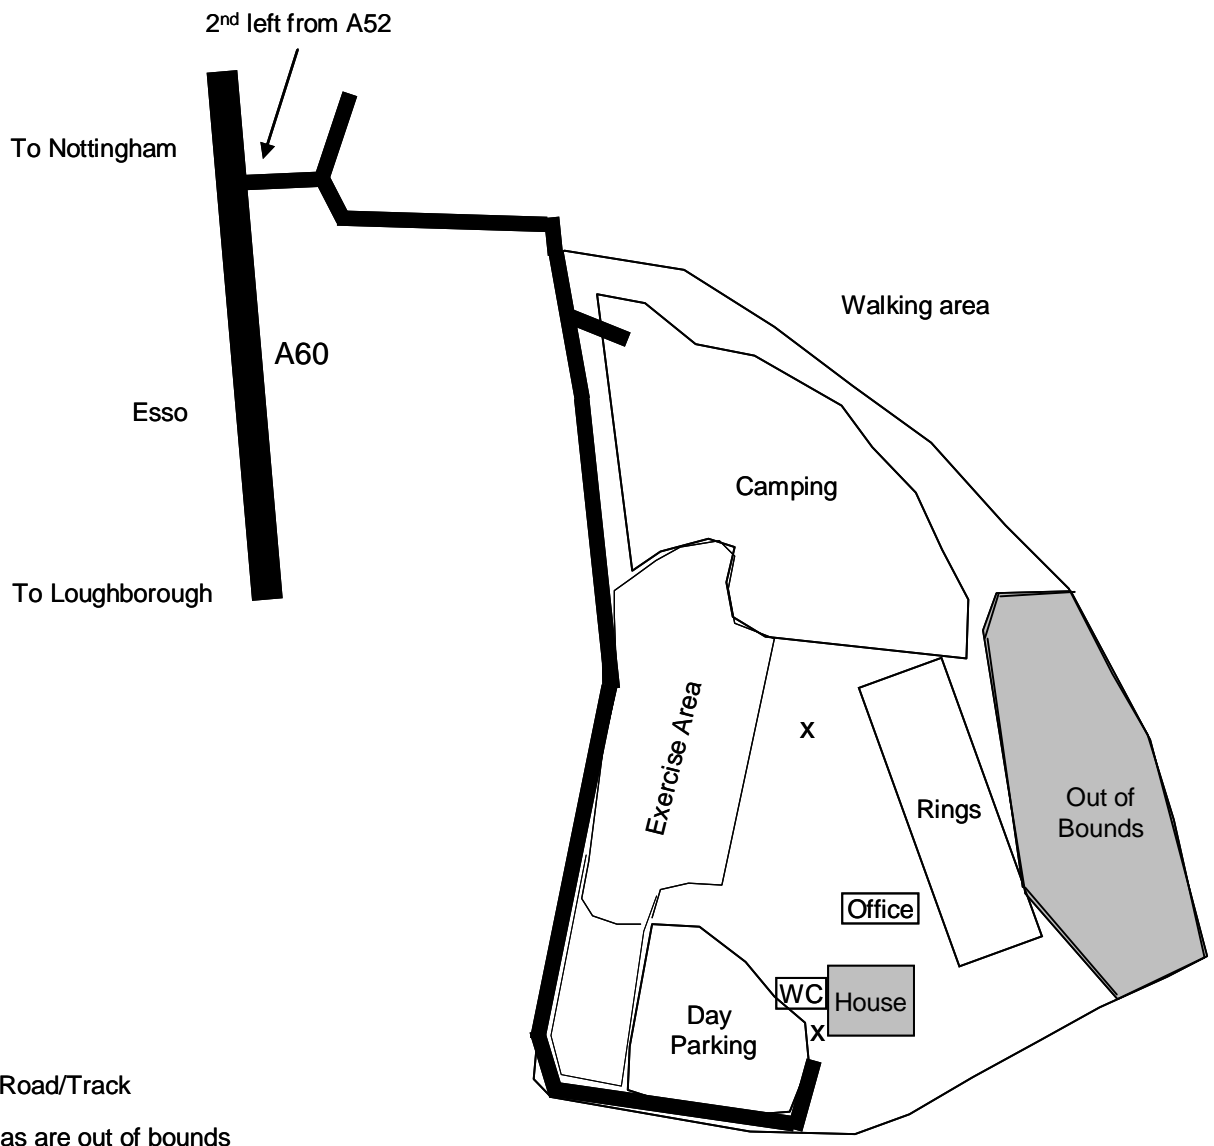 2nd left from A52
To Nottingham
Walking area
A60
Esso
Camping
To Loughborough
Exercise Area
x
Rings
Out of
Bounds
Office
WC
House
Day
Parking
x
Road/Track
as are out of bounds